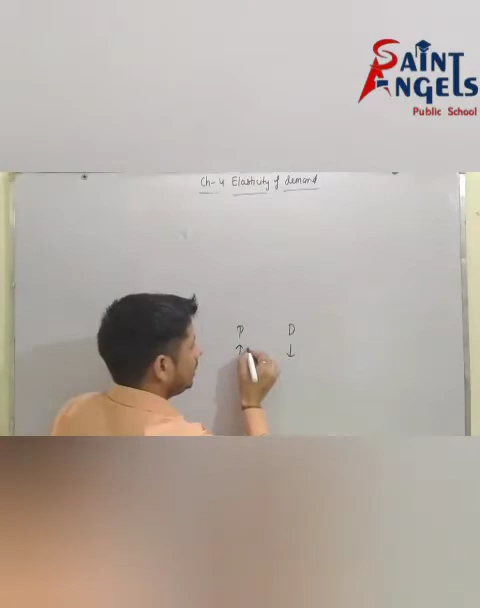 SAINT
ANGELS
Public School
Ch-4 Elasticity of demand
P D
↑ ↓